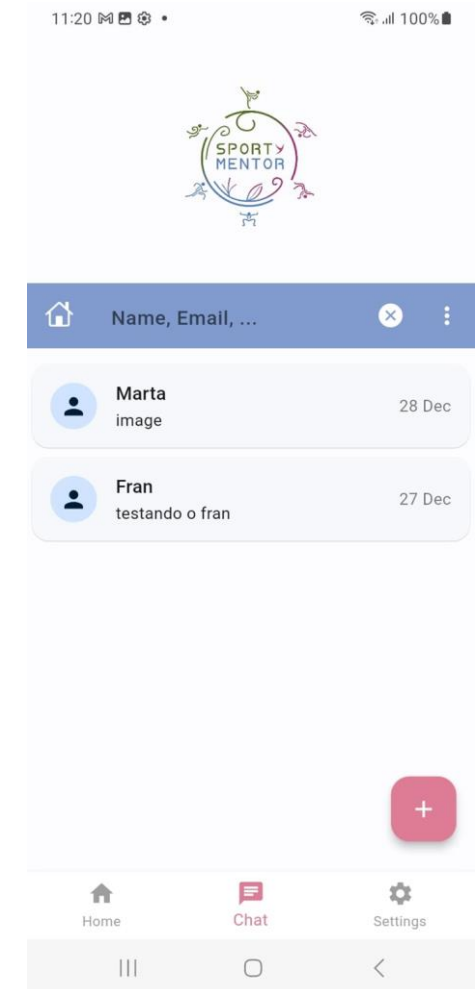 11:20
100%
SPORTY
MENTOR
Name, Email, ...
Marta
image
28 Dec
Fran
testando o fran
27 Dec
+
Home
Chat
Settings